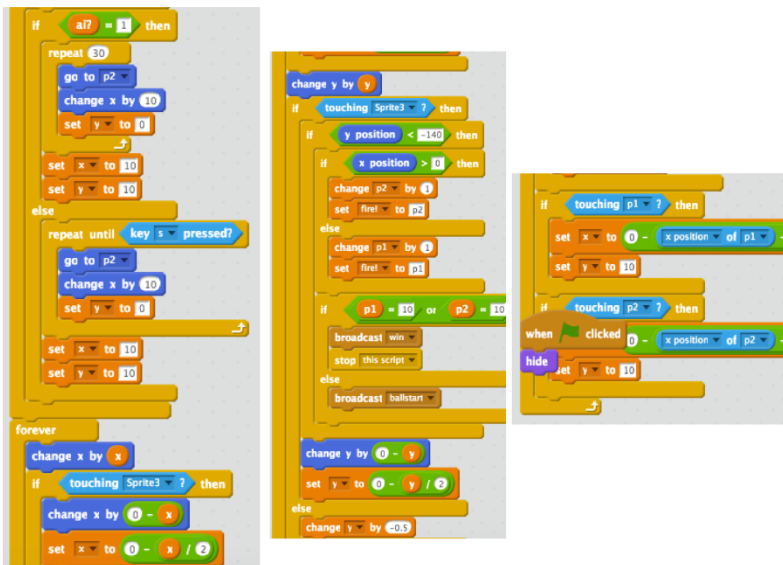 if ai? = 1 then
repeat 30
go to p2
change x by 10
set y to 0
set x to 10
set y to 10
else
repeat until key s pressed?
go to p2
change x by 10
set y to 0
set x to 10
set y to 10
forever
change x by x
if touching Sprite3 ? then
change x by 0 - x
set x to 0 - x / 2
change y by y
if touching Sprite3 ? then
if y position < -140 then
if x position > 0 then
change p2 by 1
set fire! to p2
else
change p1 by 1
set fire! to p1
if p1 = 10 or p2 = 10
broadcast win
stop this script
else
broadcast ballstart
change y by 0 - y
set y to 0 - y / 2
else
change y by -0.5
if touching p1 ? then
set x to 0 - x position of p1 -
set y to 10
if touching p2 ? then
when clicked 0 - x position of p2 -
hide set y to 10